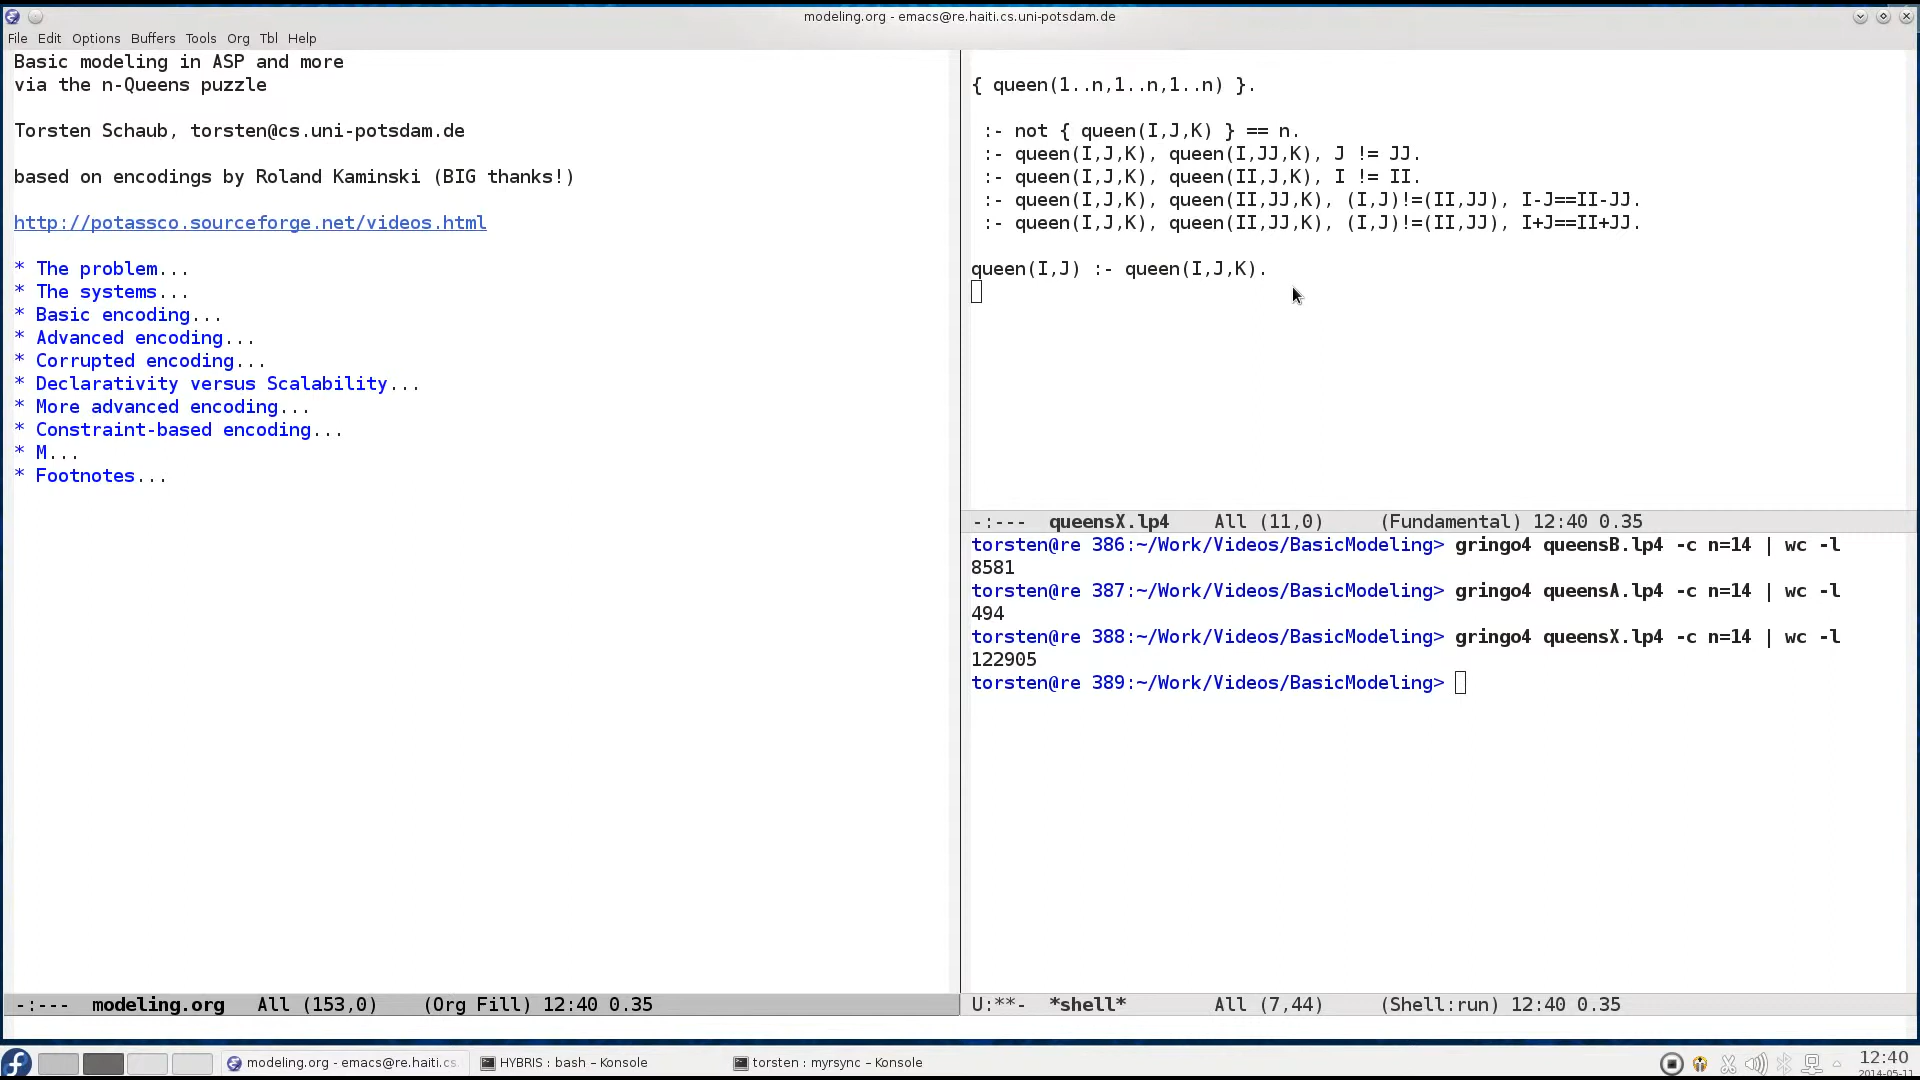 modeling.org - emacs@re.haiti.cs.uni-potsdam.de
File Edit Options Buffers Tools Org Tbl Help
Basic modeling in ASP and more
via the n-Queens puzzle
Torsten Schaub, torsten@cs.uni-potsdam.de
based on encodings by Roland Kaminski (BIG thanks!)
http://potassco.sourceforge.net/videos.html
* The problem...
* The systems...
* Basic encoding...
* Advanced encoding...
* Corrupted encoding...
* Declarativity versus Scalability...
* More advanced encoding...
* Constraint-based encoding...
* M...
* Footnotes...
-:--- modeling.org All (153,0) (Org Fill) 12:40 0.35
{ queen(1..n,1..n,1..n) }.
:- not { queen(I,J,K) } == n.
:- queen(I,J,K), queen(I,JJ,K), J != JJ.
:- queen(I,J,K), queen(II,J,K), I != II.
:- queen(I,J,K), queen(II,JJ,K), (I,J)!=(II,JJ), I-J==II-JJ.
:- queen(I,J,K), queen(II,JJ,K), (I,J)!=(II,JJ), I+J==II+JJ.
queen(I,J) :- queen(I,J,K).
-:--- queensX.lp4 All (11,0) (Fundamental) 12:40 0.35
torsten@re 386:~/Work/Videos/BasicModeling> gringo4 queensB.lp4 -c n=14 | wc -l
8581
torsten@re 387:~/Work/Videos/BasicModeling> gringo4 queensA.lp4 -c n=14 | wc -l
494
torsten@re 388:~/Work/Videos/BasicModeling> gringo4 queensX.lp4 -c n=14 | wc -l
122905
torsten@re 389:~/Work/Videos/BasicModeling>
U:**- *shell* All (7,44) (Shell:run) 12:40 0.35
modeling.org - emacs@re.haiti.cs.
HYBRIS : bash – Konsole
torsten : myrsync – Konsole
12:40
2014-05-11